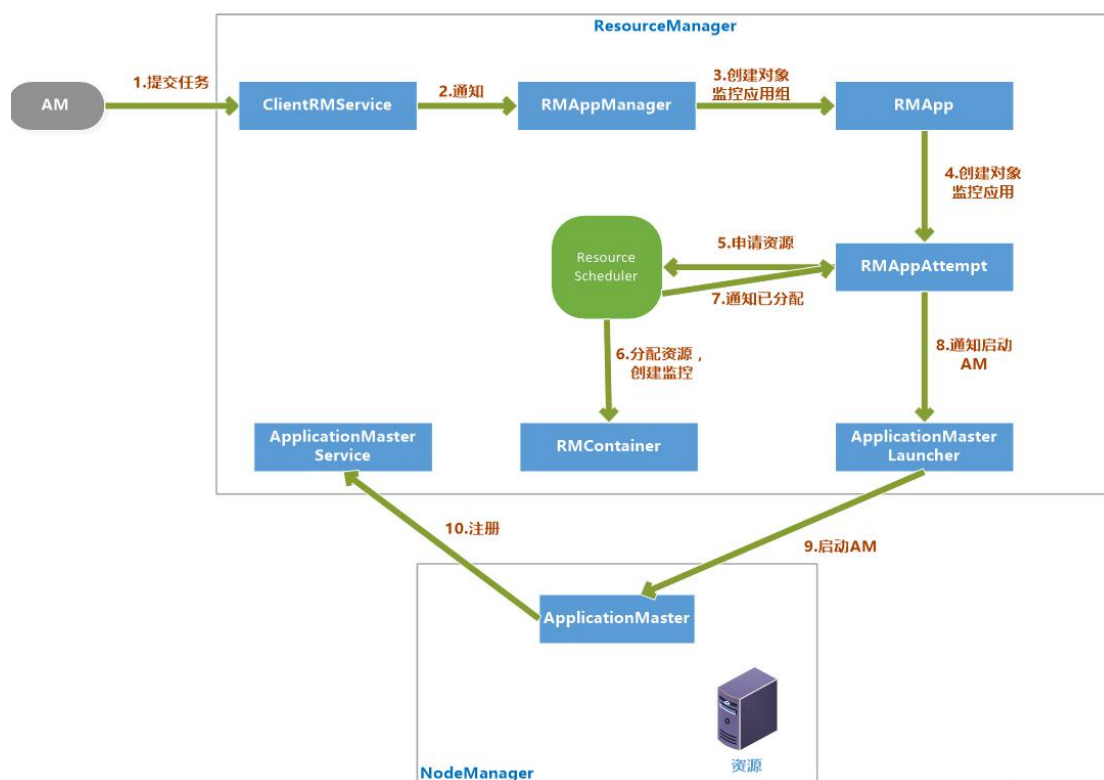 ResourceManager
AM
1.提交任务
ClientRMService
2.通知
RMAppManager
3.创建对象
监控应用组
RMApp
4.创建对象
监控应用
Resource
Scheduler
5.申请资源
RMAppAttempt
7.通知已分配
6.分配资源，
创建监控
8.通知启动
AM
ApplicationMaster
Service
RMContainer
ApplicationMaster
Launcher
10.注册
9.启动AM
ApplicationMaster
资源
NodeManager